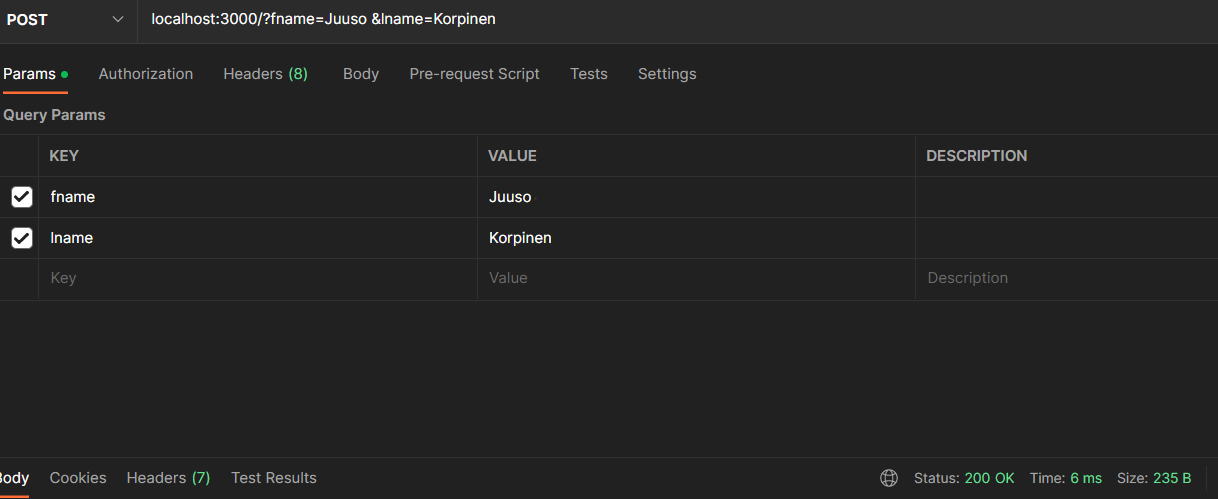 POST localhost:3000/?fname=Juuso &lname=Korpinen
Params Authorization Headers (8) Body Pre-request Script Tests Settings
Query Params
KEY VALUE DESCRIPTION
fname Juuso
lname Korpinen
Key Value Description
Body Cookies Headers (7) Test Results Status: 200 OK Time: 6 ms Size: 235 B